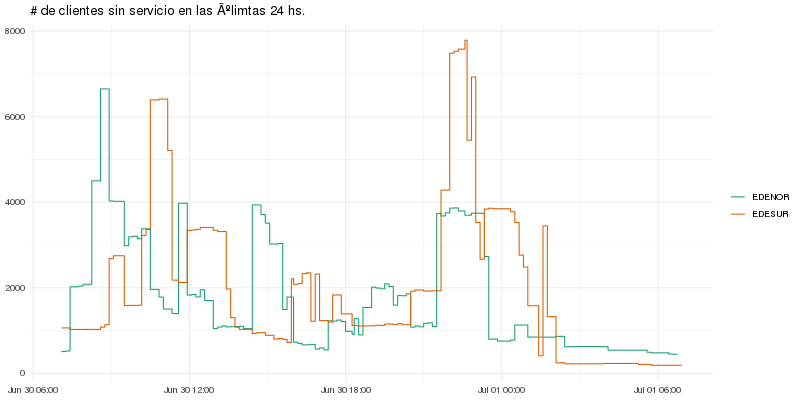 # de clientes sin servicio en las Ãºlimtas 24 hs.
8000
6000
4000
2000
0
Jun 30 06:00
Jun 30 12:00
Jun 30 18:00
Jul 01 00:00
Jul 01 06:00
EDENOR
EDESUR